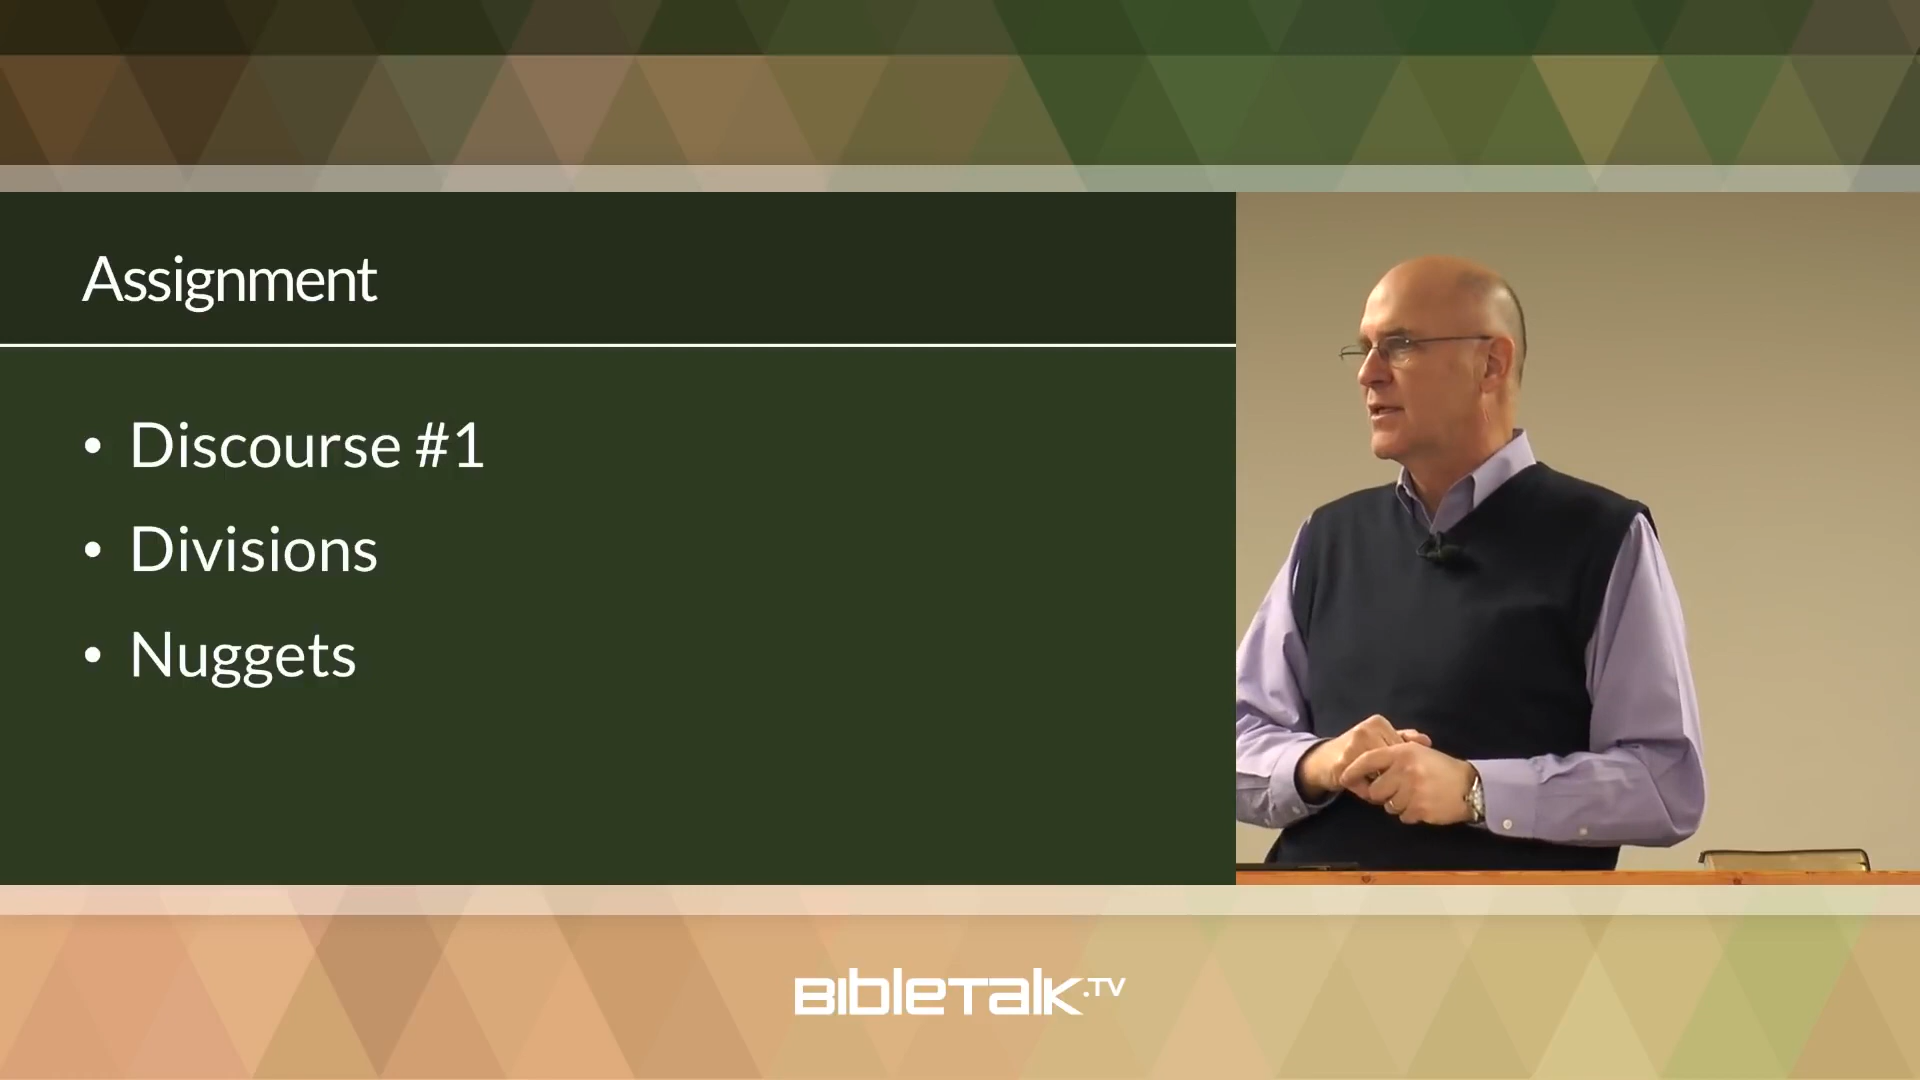 Assignment
• Discourse #1
• Divisions
• Nuggets
BibleTalk.TV